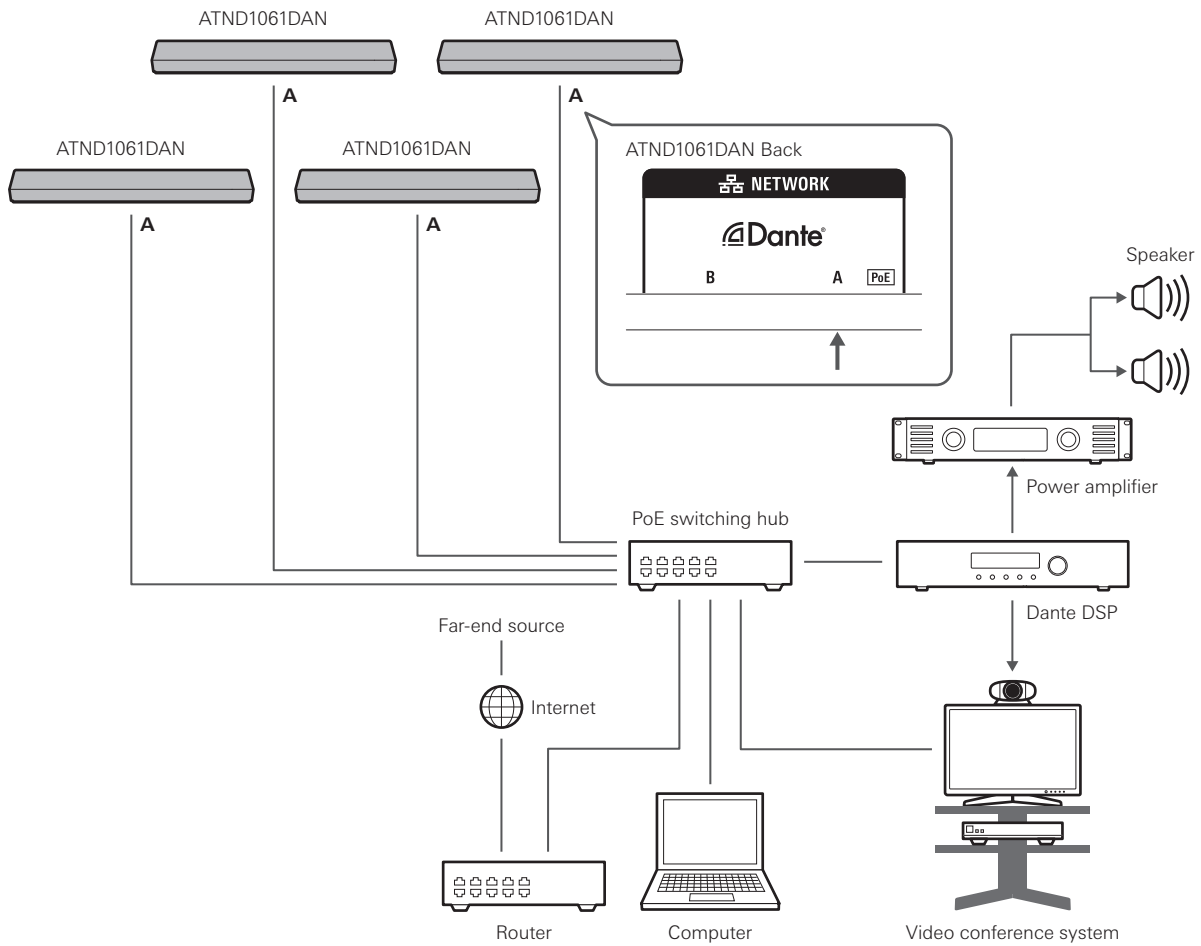 ATND1061DAN
ATND1061DAN
ATND1061DAN
ATND1061DAN
A
A
A
A
ATND1061DAN Back
NETWORK
Dante®
B A PoE
Speaker
Power amplifier
PoE switching hub
Dante DSP
Far-end source
Internet
Router
Computer
Video conference system